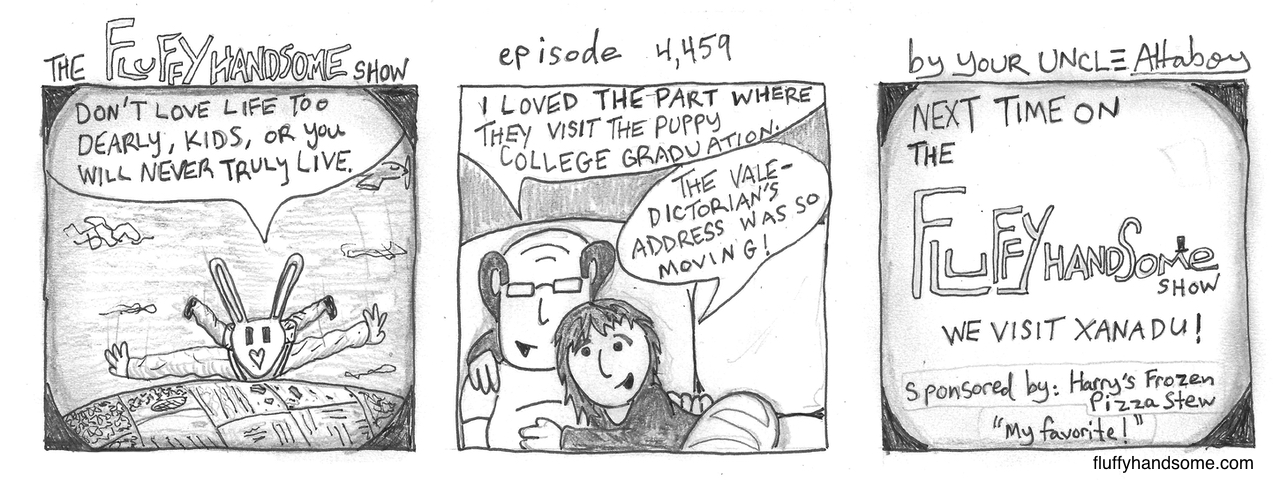 THE FLUFFY HANDSOME SHOW
episode 4,459
by YOUR UNCLE Attaboy
DON'T LOVE LIFE TOO
DEARLY, KIDS, OR YOU
WILL NEVER TRULY LIVE.
I LOVED THE PART WHERE
THEY VISIT THE PUPPY
COLLEGE GRADUATION.
THE VALE-
DICTORIAN'S
ADDRESS WAS SO
MOVING!
NEXT TIME ON
THE
FLUFFY HANDSOME
SHOW
WE VISIT XANADU!
Sponsored by: Harry's Frozen
Pizza Stew
"My favorite!"
fluffyhandsome.com